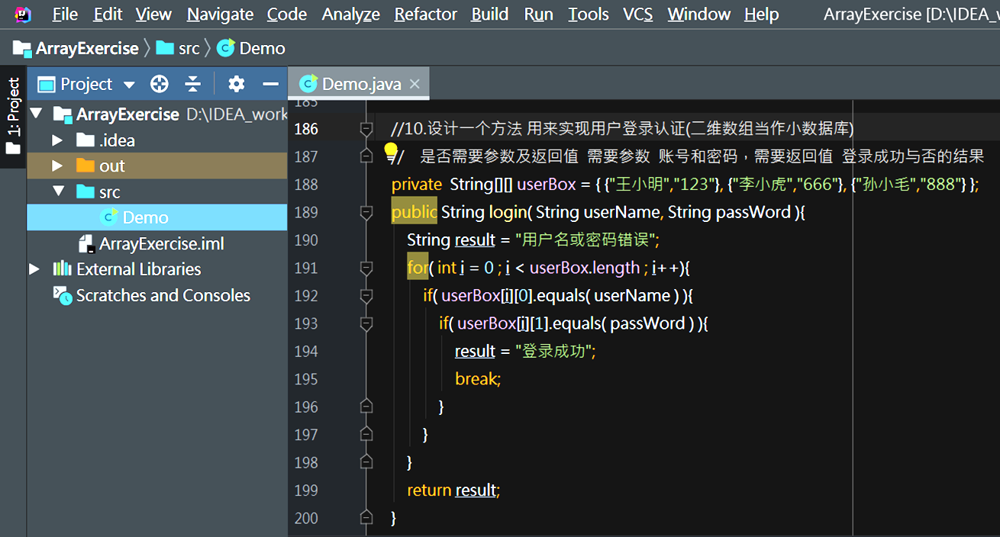 File Edit View Navigate Code Analyze Refactor Build Run Tools VCS Window Help ArrayExercise [D:\IDEA_w
ArrayExercise src Demo
1: Project
Project
ArrayExercise D:\IDEA_work
.idea
out
src
Demo
ArrayExercise.iml
External Libraries
Scratches and Consoles
Demo.java
185
186 //10.设计一个方法 用来实现用户登录认证(二维数组当作小数据库)
187 // 是否需要参数及返回值 需要参数 账号和密码，需要返回值 登录成功与否的结果
188 private String[][] userBox = { {"王小明","123"}, {"李小虎","666"}, {"孙小毛","888"} };
189 public String login( String userName, String passWord ){
190 String result = "用户名或密码错误";
191 for( int i = 0 ; i < userBox.length ; i++){
192 if( userBox[i][0].equals( userName ) ){
193 if( userBox[i][1].equals( passWord ) ){
194 result = "登录成功";
195 break;
196 }
197 }
198 }
199 return result;
200 }